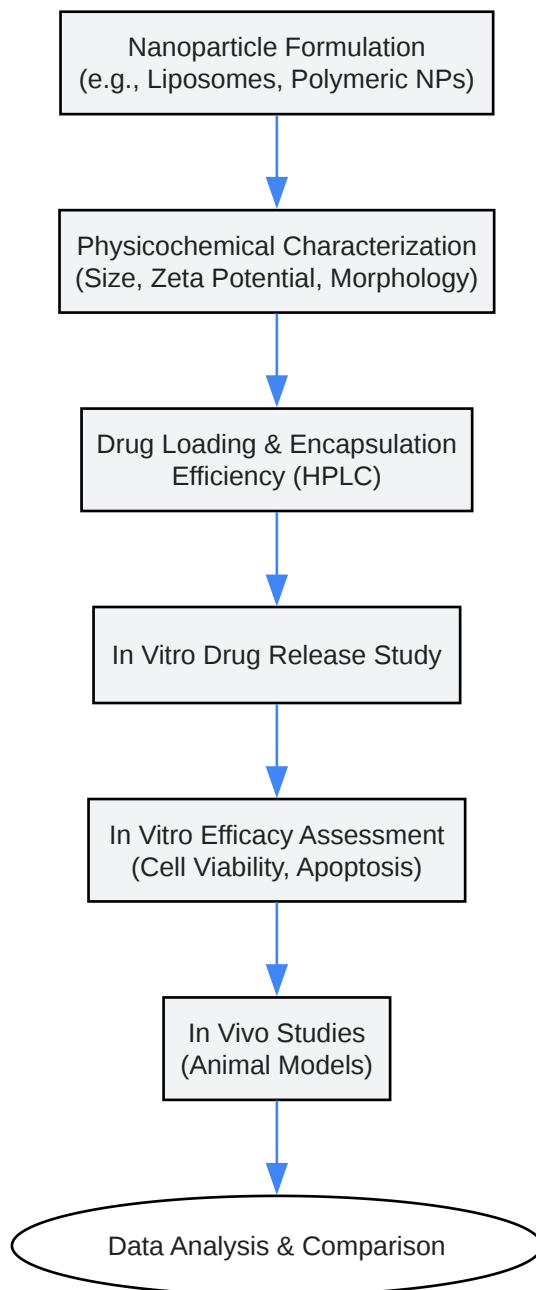 Nanoparticle Formulation
(e.g., Liposomes, Polymeric NPs)
Physicochemical Characterization
(Size, Zeta Potential, Morphology)
Drug Loading & Encapsulation
Efficiency (HPLC)
In Vitro Drug Release Study
In Vitro Efficacy Assessment
(Cell Viability, Apoptosis)
In Vivo Studies
(Animal Models)
Data Analysis & Comparison